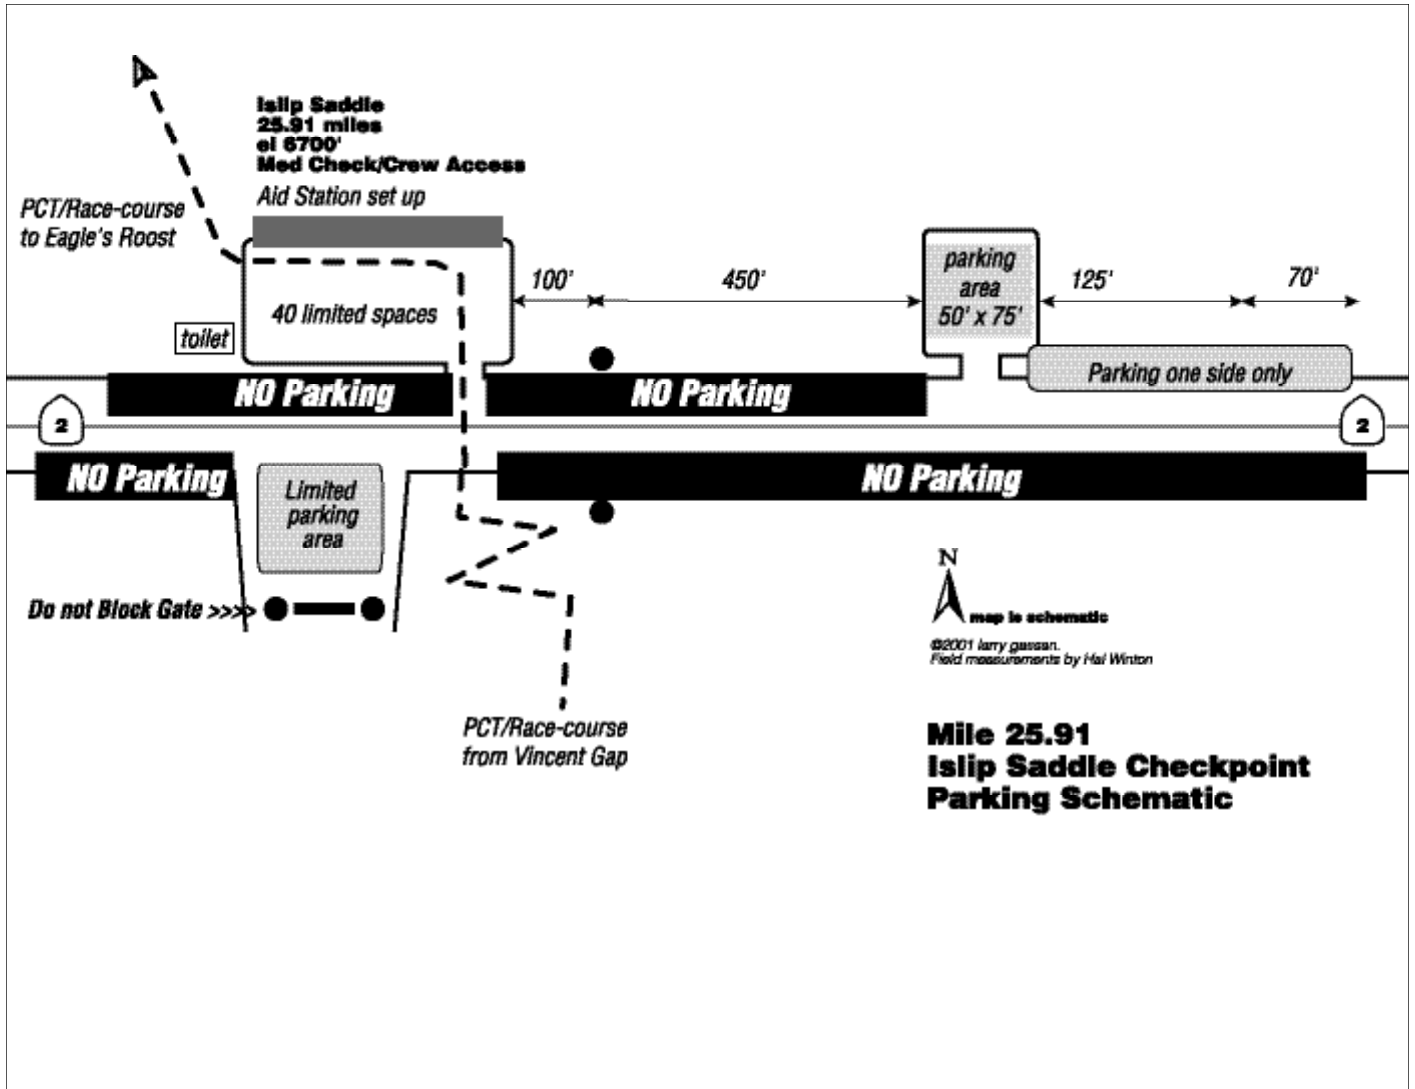 Islip Saddle
25.91 miles
el 6700'
Med Check/Crew Access
Aid Station set up
PCT/Race-course
to Eagle's Roost
40 limited spaces
toilet
100'
450'
parking
area
50' x 75'
125'
70'
Parking one side only
NO Parking
NO Parking
2
2
NO Parking
NO Parking
Limited
parking
area
Do not Block Gate >>>>
PCT/Race-course
from Vincent Gap
N
map is schematic
©2001 larry gassan.
Field measurements by Hal Winton
Mile 25.91
Islip Saddle Checkpoint
Parking Schematic